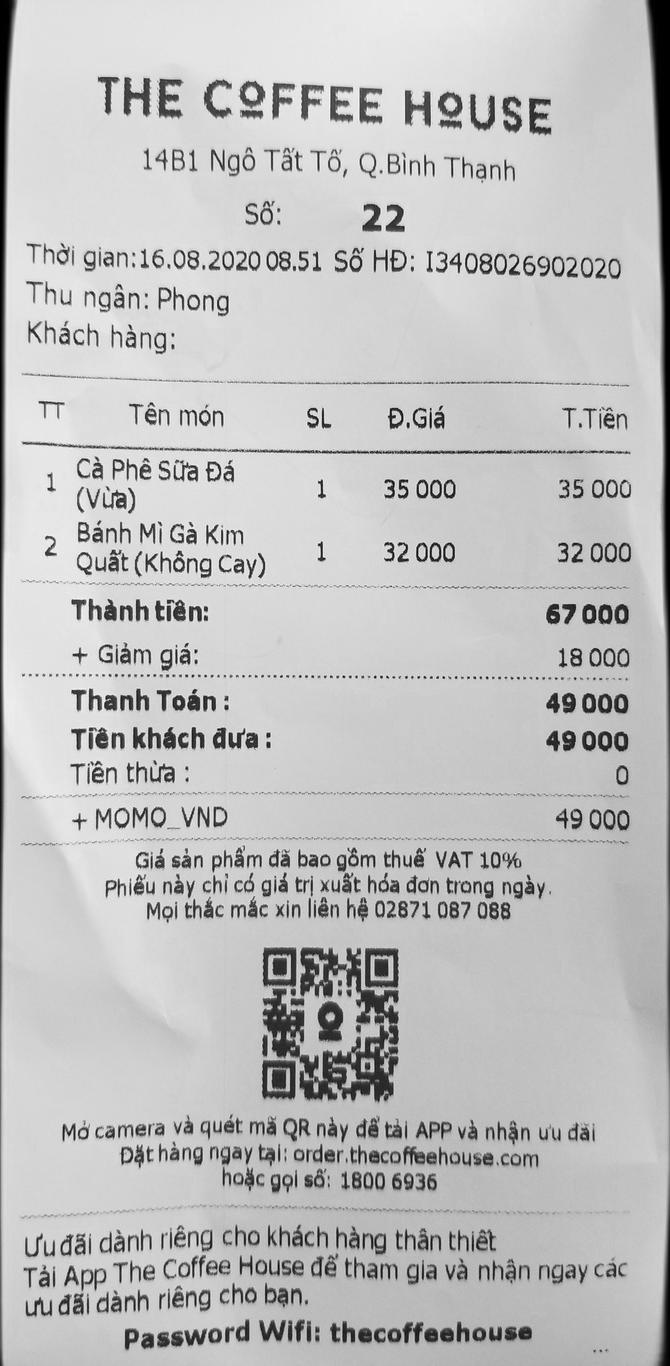 THE COFFEE HOUSE
14B1 Ngô Tất Tố, Q.Bình Thạnh
Số: 22
Thời gian:16.08.2020 08.51 Số HĐ: I3408026902020
Thu ngân: Phong
Khách hàng:
TT Tên món SL Đ.Giá T.Tiền
1 Cà Phê Sữa Đá (Vừa) 1 35 000 35 000
2 Bánh Mì Gà Kim Quất (Không Cay) 1 32 000 32 000
Thành tiền: 67 000
+ Giảm giá: 18 000
Thanh Toán : 49 000
Tiền khách đưa : 49 000
Tiền thừa : 0
+ MOMO_VND 49 000
Giá sản phẩm đã bao gồm thuế VAT 10%
Phiếu này chỉ có giá trị xuất hóa đơn trong ngày.
Mọi thắc mắc xin liên hệ 02871 087 088
Mở camera và quét mã QR này để tải APP và nhận ưu đãi
Đặt hàng ngay tại: order.thecoffeehouse.com
hoặc gọi số: 1800 6936
Ưu đãi dành riêng cho khách hàng thân thiết
Tải App The Coffee House để tham gia và nhận ngay các
ưu đãi dành riêng cho bạn.
Password Wifi: thecoffeehouse
...